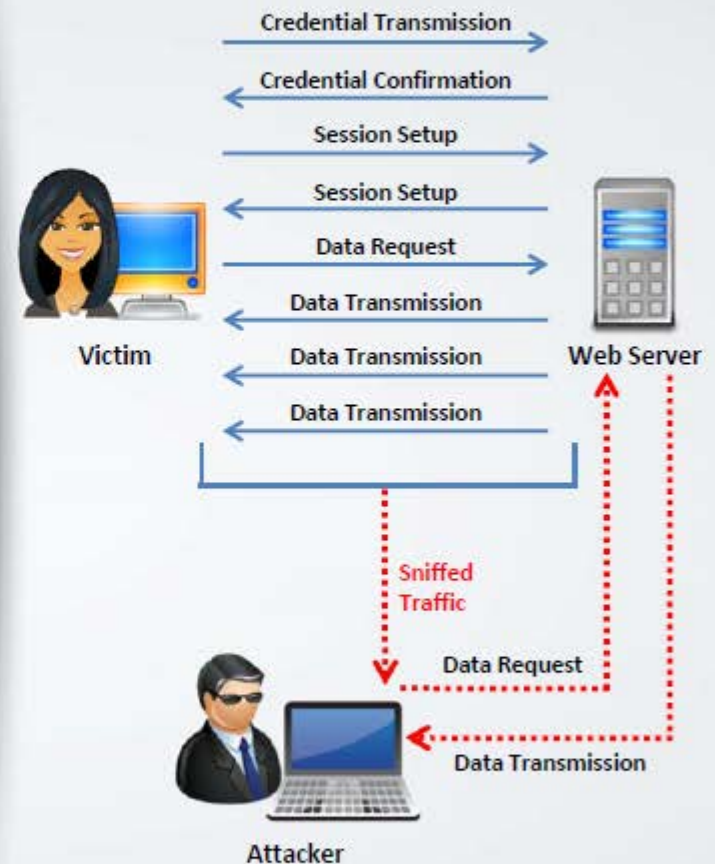 Credential Transmission
Credential Confirmation
Session Setup
Session Setup
Data Request
Data Transmission
Victim
Data Transmission
Web Server
Data Transmission
Sniffed
Traffic
Data Request
Data Transmission
Attacker